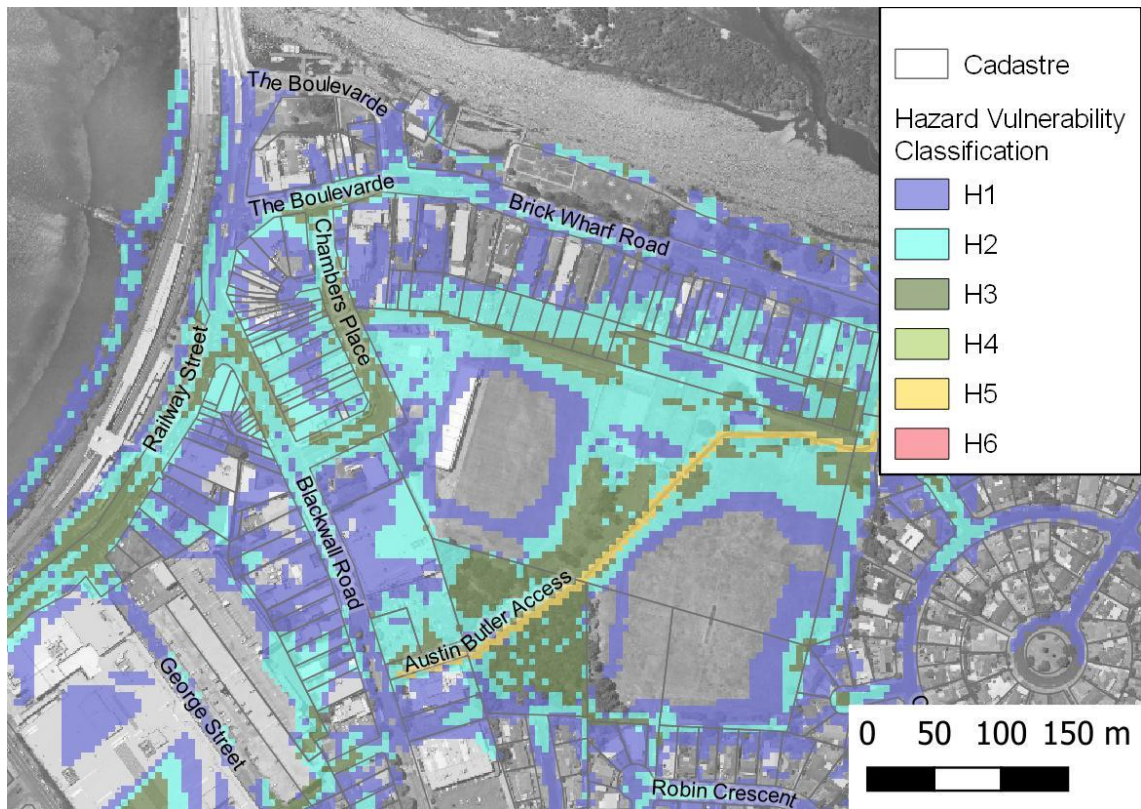 The Boulevarde
The Boulevarde
Brick Wharf Road
Chambers Place
Railway Street
Blackwall Road
Austin Butler Access
George Street
Robin Crescent
Cadastre
Hazard Vulnerability
Classification
H1
H2
H3
H4
H5
H6
0 50 100 150 m